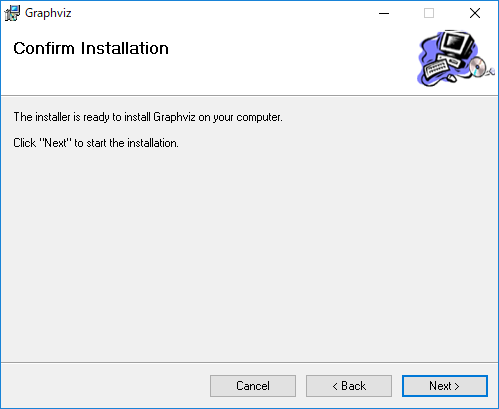 Graphviz
Confirm Installation
The installer is ready to install Graphviz on your computer.
Click "Next" to start the installation.
Cancel
< Back
Next >